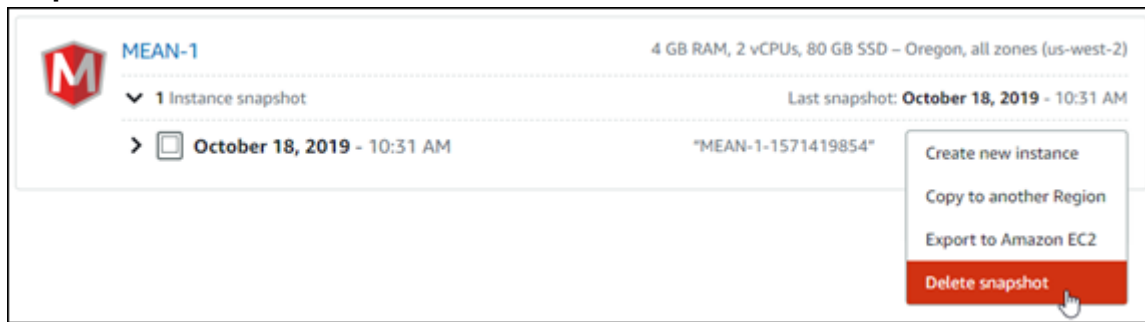 MEAN-1
4 GB RAM, 2 vCPUs, 80 GB SSD – Oregon, all zones (us-west-2)
M
1 Instance snapshot
Last snapshot: October 18, 2019 - 10:31 AM
October 18, 2019 - 10:31 AM
"MEAN-1-1571419854"
Create new instance
Copy to another Region
Export to Amazon EC2
Delete snapshot